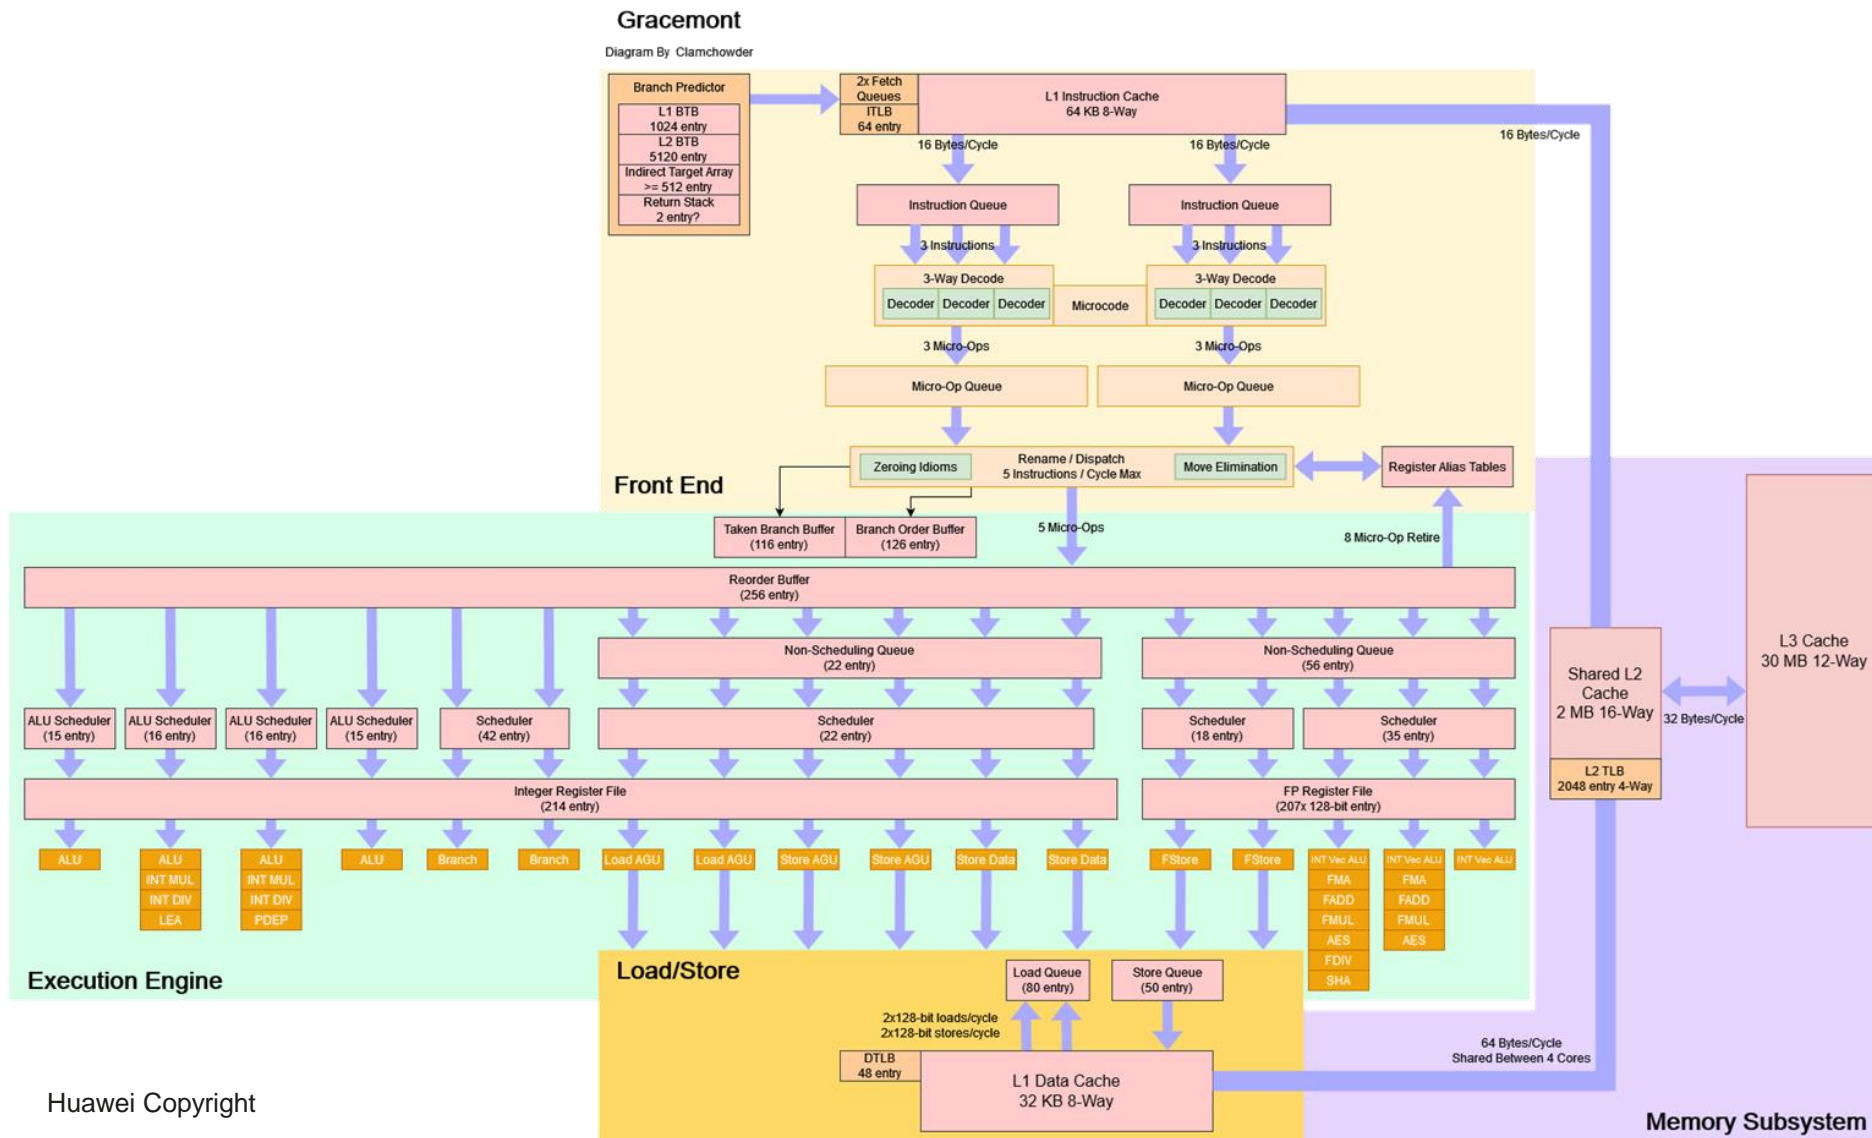 Gracemont
Diagram By Clamchowder
Branch Predictor
L1 BTB
1024 entry
L2 BTB
5120 entry
Indirect Target Array
>= 512 entry
Return Stack
2 entry?
2x Fetch
Queues
ITLB
64 entry
L1 Instruction Cache
64 KB 8-Way
16 Bytes/Cycle
16 Bytes/Cycle
16 Bytes/Cycle
Instruction Queue
Instruction Queue
3 Instructions
3 Instructions
3-Way Decode
Decoder
Decoder
Decoder
Microcode
3-Way Decode
Decoder
Decoder
Decoder
3 Micro-Ops
3 Micro-Ops
Micro-Op Queue
Micro-Op Queue
Zeroing Idioms
Rename / Dispatch
5 Instructions / Cycle Max
Move Elimination
Register Alias Tables
Front End
Taken Branch Buffer
(116 entry)
Branch Order Buffer
(126 entry)
5 Micro-Ops
8 Micro-Op Retire
Reorder Buffer
(256 entry)
Non-Scheduling Queue
(22 entry)
Non-Scheduling Queue
(56 entry)
ALU Scheduler
(15 entry)
ALU Scheduler
(16 entry)
ALU Scheduler
(16 entry)
ALU Scheduler
(15 entry)
Scheduler
(42 entry)
Scheduler
(22 entry)
Scheduler
(18 entry)
Scheduler
(35 entry)
Integer Register File
(214 entry)
FP Register File
(207x 128-bit entry)
ALU
ALU
INT MUL
INT DIV
LEA
ALU
INT MUL
INT DIV
PDEP
ALU
Branch
Branch
Load AGU
Load AGU
Store AGU
Store AGU
Store Data
Store Data
FStore
FStore
INT Vec ALU
FMA
FADD
FMUL
AES
FDIV
SHA
INT Vec ALU
FMA
FADD
FMUL
AES
INT Vec ALU
Execution Engine
Shared L2
Cache
2 MB 16-Way
L2 TLB
2048 entry 4-Way
32 Bytes/Cycle
L3 Cache
30 MB 12-Way
Load/Store
Load Queue
(80 entry)
Store Queue
(50 entry)
2x128-bit loads/cycle
2x128-bit stores/cycle
DTLB
48 entry
L1 Data Cache
32 KB 8-Way
64 Bytes/Cycle
Shared Between 4 Cores
Memory Subsystem
Huawei Copyright